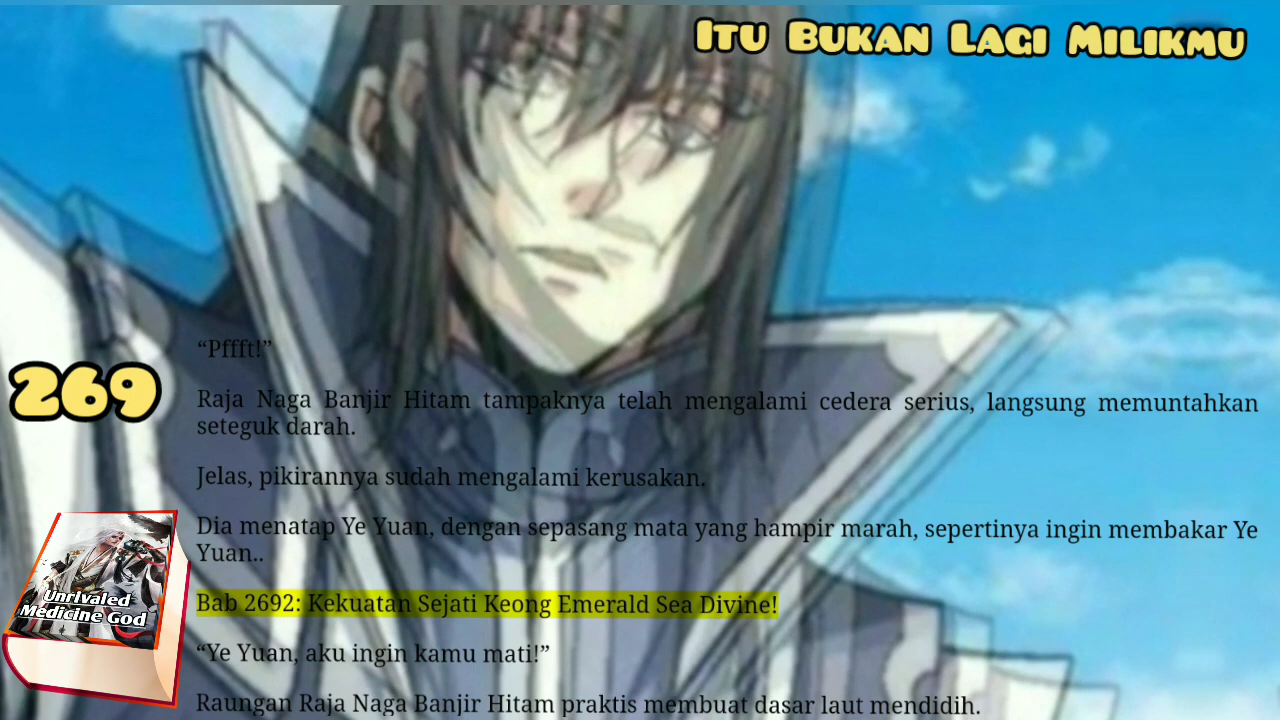 Itu Bukan Lagi Milikmu
“Pffft!”
Raja Naga Banjir Hitam tampaknya telah mengalami cedera serius, langsung memuntahkan
seteguk darah.
269
Jelas, pikirannya sudah mengalami kerusakan.
Dia menatap Ye Yuan, dengan sepasang mata yang hampir marah, sepertinya ingin membakar Ye
Yuan..
Unrivaled
Medicine God
Bab 2692: Kekuatan Sejati Keong Emerald Sea Divine!
“Ye Yuan, aku ingin kamu mati!”
Raungan Raja Naga Banjir Hitam praktis membuat dasar laut mendidih.